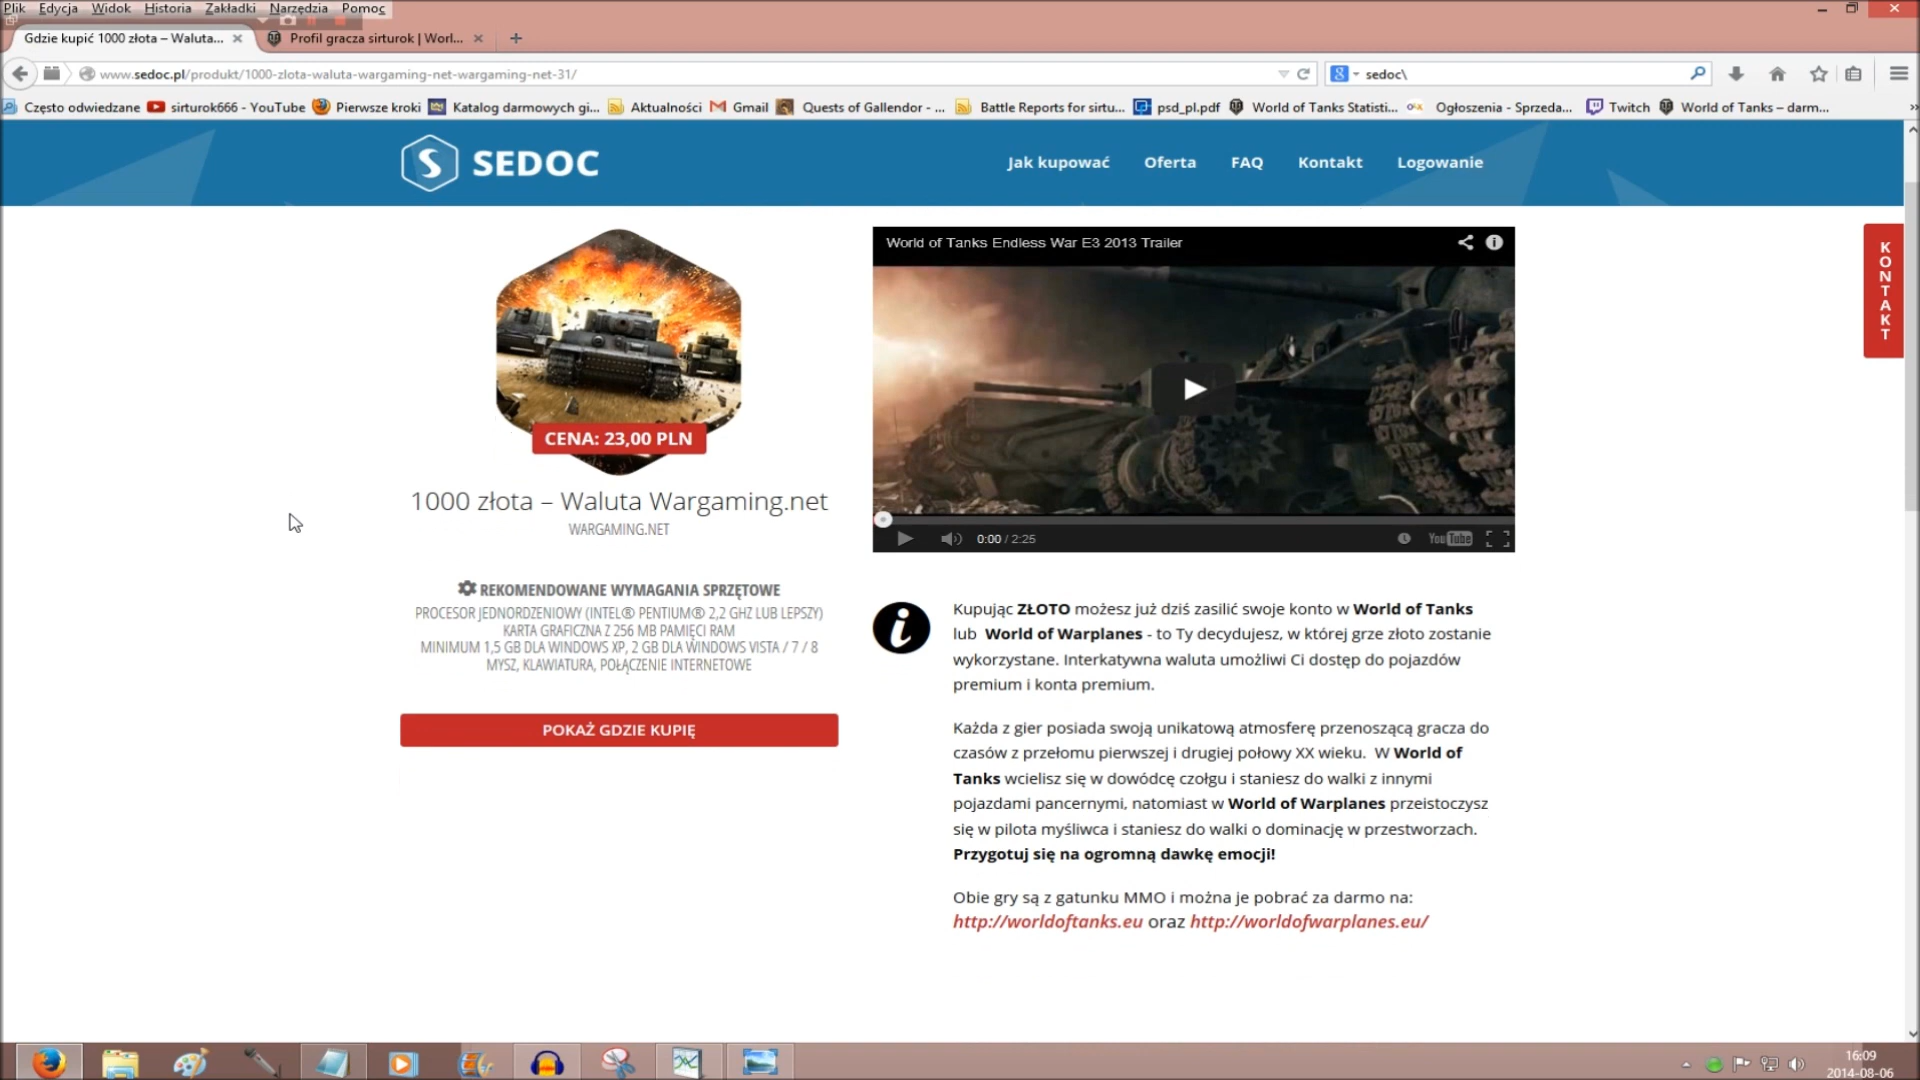 Plik Edycja Widok Historia Zakładki Narzędzia Pomoc
Gdzie kupić 1000 złota – Waluta...
Profil gracza sirturok | Worl...
www.sedoc.pl/produkt/1000-zlota-waluta-wargaming-net-wargaming-net-31/
sedoc\
Często odwiedzane sirturok666 - YouTube Pierwsze kroki Katalog darmowych gi... Aktualności Gmail Quests of Gallendor - ... Battle Reports for sirtu... psd_pl.pdf World of Tanks Statisti... Ogłoszenia - Sprzeda... Twitch World of Tanks – darm...
SEDOC
Jak kupować Oferta FAQ Kontakt Logowanie
KONTAKT
World of Tanks Endless War E3 2013 Trailer
CENA: 23,00 PLN
1000 złota – Waluta Wargaming.net
WARGAMING.NET
0:00 / 2:25
YouTube
REKOMENDOWANE WYMAGANIA SPRZĘTOWE
PROCESOR JEDNORDZENIOWY (INTEL® PENTIUM® 2,2 GHZ LUB LEPSZY)
KARTA GRAFICZNA Z 256 MB PAMIĘCI RAM
MINIMUM 1,5 GB DLA WINDOWS XP, 2 GB DLA WINDOWS VISTA / 7 / 8
MYSZ, KLAWIATURA, POŁĄCZENIE INTERNETOWE
POKAŻ GDZIE KUPIĘ
Kupując ZŁOTO możesz już dziś zasilić swoje konto w World of Tanks
lub World of Warplanes - to Ty decydujesz, w której grze złoto zostanie
wykorzystane. Interkatywna waluta umożliwi Ci dostęp do pojazdów
premium i konta premium.
Każda z gier posiada swoją unikatową atmosferę przenoszącą gracza do
czasów z przełomu pierwszej i drugiej połowy XX wieku. W World of
Tanks wcielisz się w dowódcę czołgu i staniesz do walki z innymi
pojazdami pancernymi, natomiast w World of Warplanes przeistoczysz
się w pilota myśliwca i staniesz do walki o dominację w przestworzach.
Przygotuj się na ogromną dawkę emocji!
Obie gry są z gatunku MMO i można je pobrać za darmo na:
http://worldoftanks.eu oraz http://worldofwarplanes.eu/
16:09
2014-08-06